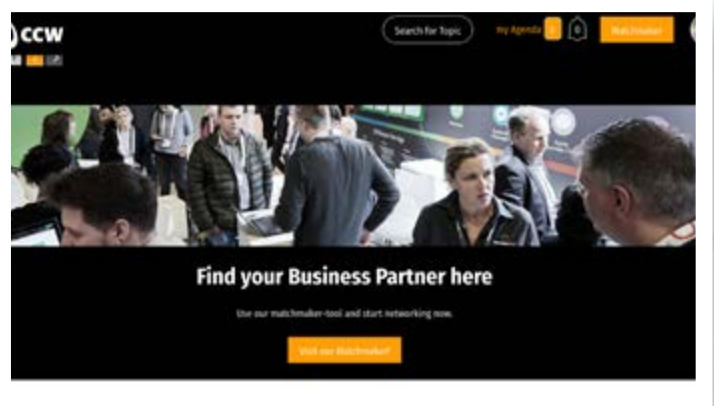 ccw
Search for Topic
my Agenda
0
Matchmaker
Find your Business Partner here
Use our matchmaker-tool and start networking now.
Visit our Matchmaker!